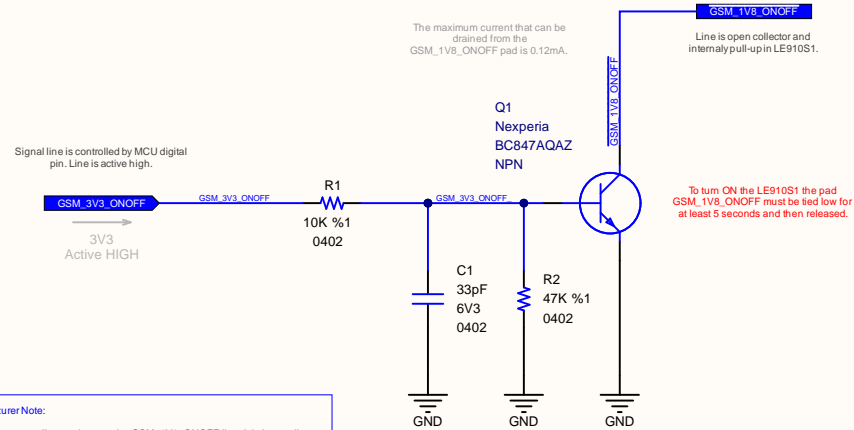 GSM_1V8_ONOFF
The maximum current that can be
drained from the
GSM_1V8_ONOFF pad is 0.12mA.
Line is open collector and
internaly pull-up in LE910S1.
GSM_1V8_ONOFF
Q1
Nexperia
BC847AQAZ
NPN
Signal line is controlled by MCU digital
pin. Line is active high.
R1
GSM_3V3_ONOFF
GSM_3V3_ONOFF
GSM_3V3_ONOFF_
To turn ON the LE910S1 the pad
GSM_1V8_ONOFF must be tied low for
at least 5 seconds and then released.
10K %1
0402
3V3
Active HIGH
C1
33pF
6V3
0402
R2
47K %1
0402
Note:
GND
GND
GND